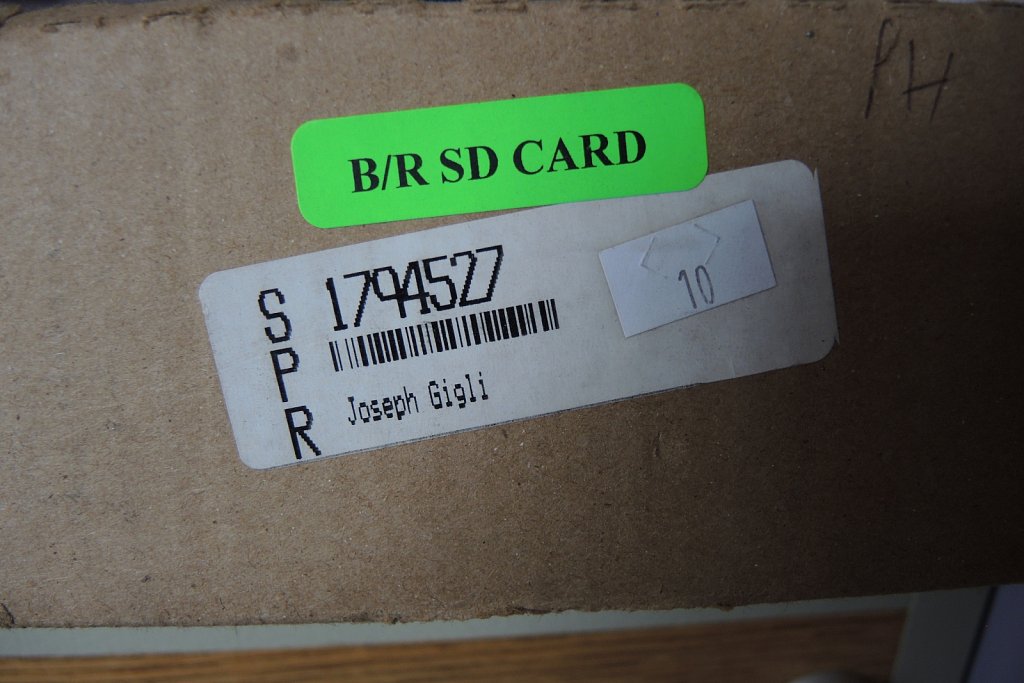 PH
B/R SD CARD
S
P
R
1794527
Joseph Gigli
10